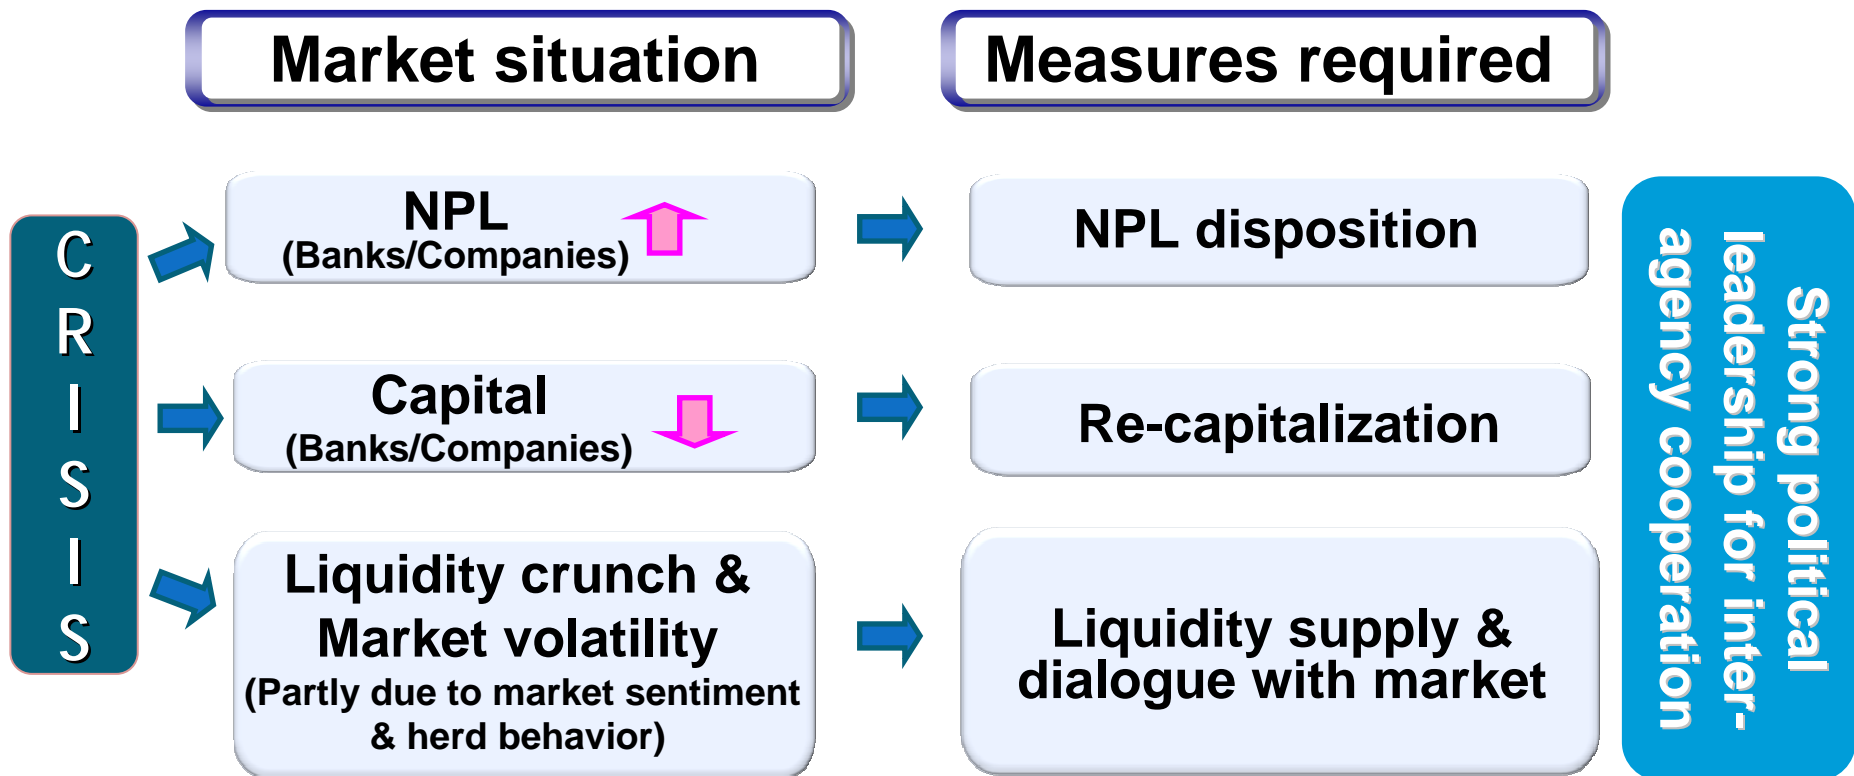 Market situation
Measures required
CRISIS
NPL
(Banks/Companies)
NPL disposition
Capital
(Banks/Companies)
Re-capitalization
Liquidity crunch &
Market volatility
(Partly due to market sentiment
& herd behavior)
Liquidity supply &
dialogue with market
Strong political
leadership for inter-
agency cooperation